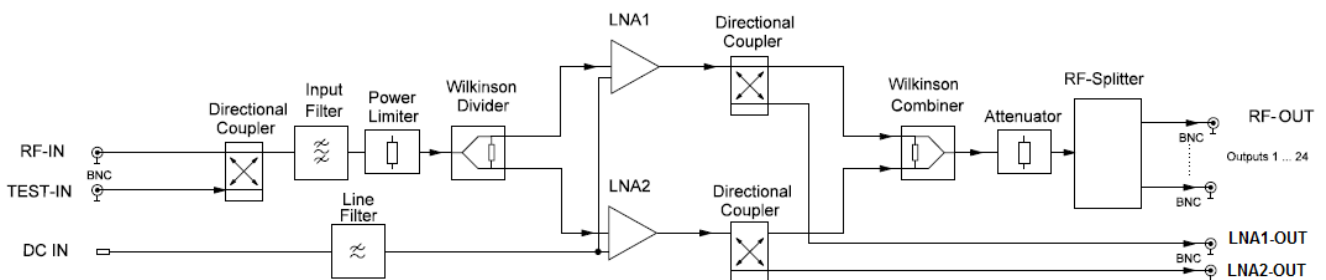 LNA1
Directional
Coupler
Input
Filter
Power
Limiter
Wilkinson
Divider
Directional
Coupler
Wilkinson
Combiner
Attenuator
RF-Splitter
RF-IN
BNC
TEST-IN
BNC
RF-OUT
Outputs 1 ... 24
BNC
LNA2
Directional
Coupler
Line
Filter
DC IN
LNA1-OUT
BNC
LNA2-OUT